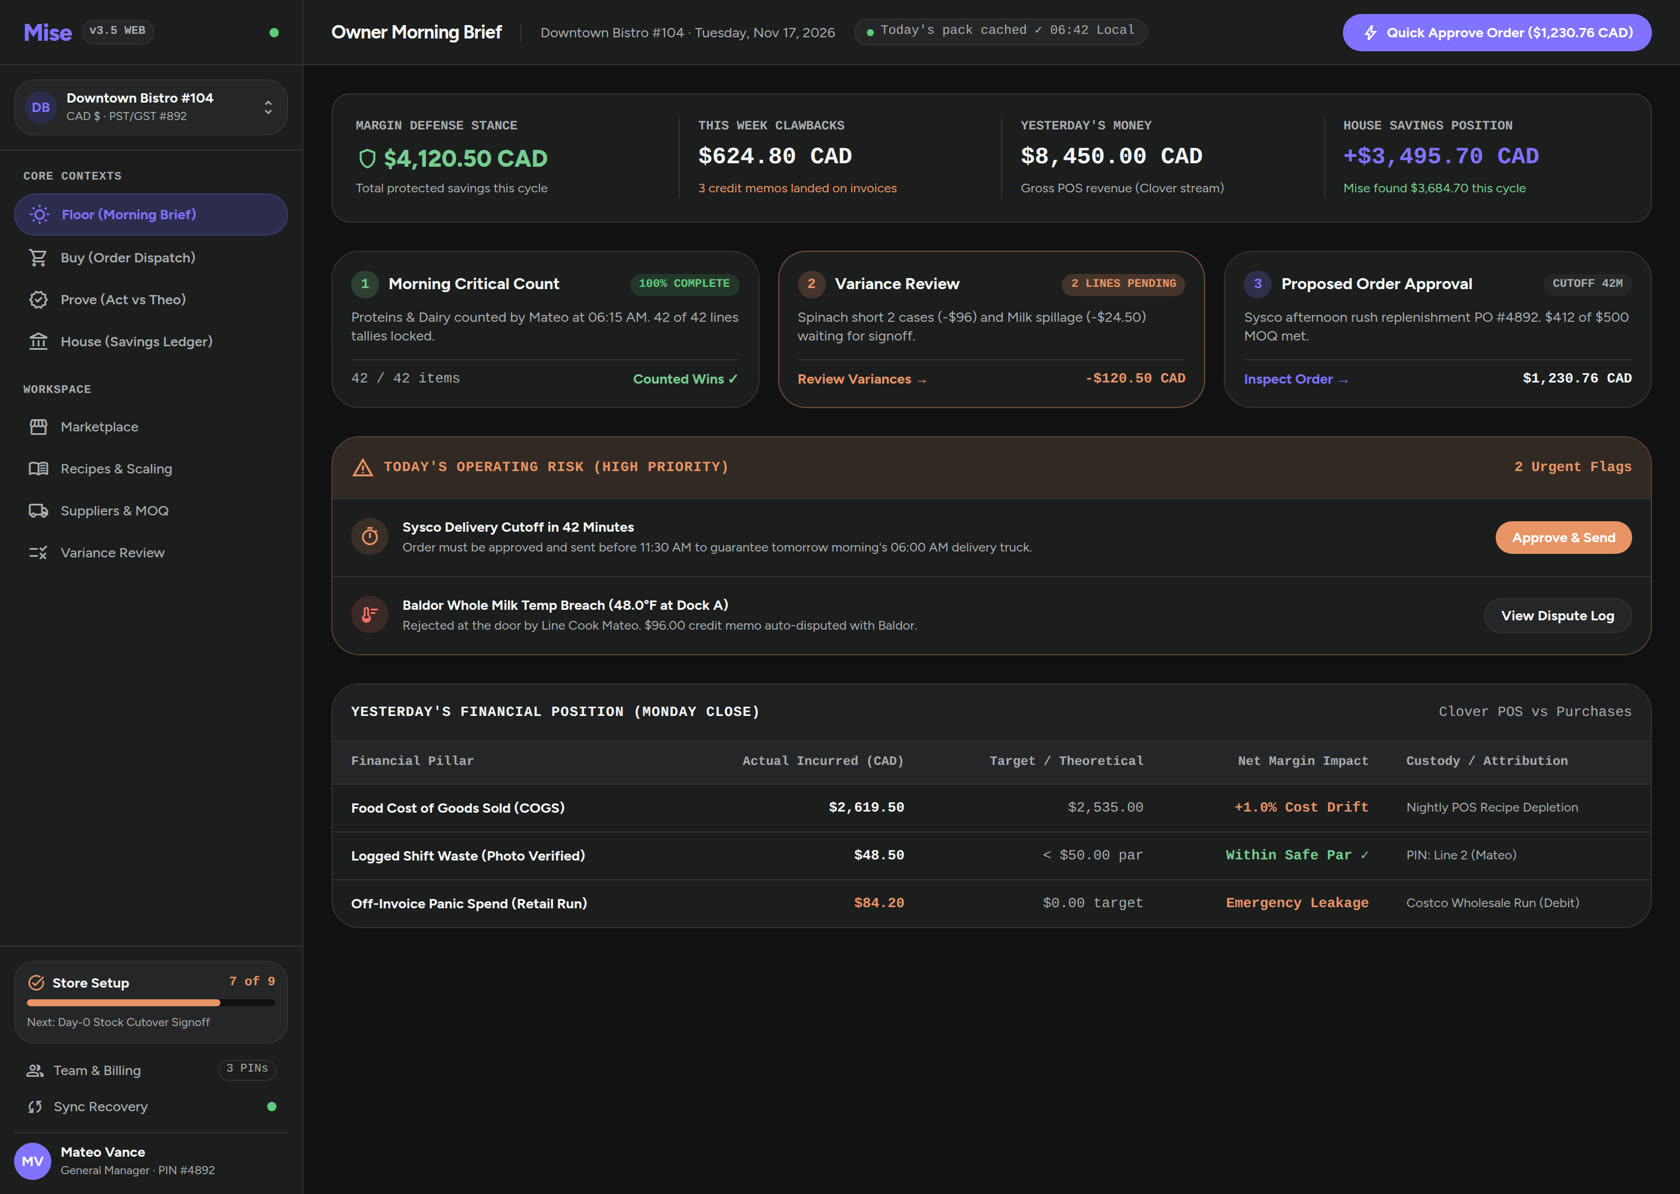 Mise
v3.5 WEB
DB
Downtown Bistro #104
CAD $ · PST/GST #892
CORE CONTEXTS
Floor (Morning Brief)
Buy (Order Dispatch)
Prove (Act vs Theo)
House (Savings Ledger)
WORKSPACE
Marketplace
Recipes & Scaling
Suppliers & MOQ
Variance Review
Store Setup
7 of 9
Next: Day-0 Stock Cutover Signoff
Team & Billing
3 PINs
Sync Recovery
MV
Mateo Vance
General Manager · PIN #4892
Owner Morning Brief
Downtown Bistro #104 · Tuesday, Nov 17, 2026
Today's pack cached ✓ 06:42 Local
Quick Approve Order ($1,230.76 CAD)
MARGIN DEFENSE STANCE
$4,120.50 CAD
Total protected savings this cycle
THIS WEEK CLAWBACKS
$624.80 CAD
3 credit memos landed on invoices
YESTERDAY'S MONEY
$8,450.00 CAD
Gross POS revenue (Clover stream)
HOUSE SAVINGS POSITION
+$3,495.70 CAD
Mise found $3,684.70 this cycle
1
Morning Critical Count
100% COMPLETE
Proteins & Dairy counted by Mateo at 06:15 AM. 42 of 42 lines
tallies locked.
42 / 42 items
Counted Wins ✓
2
Variance Review
2 LINES PENDING
Spinach short 2 cases (-$96) and Milk spillage (-$24.50)
waiting for signoff.
Review Variances →
-$120.50 CAD
3
Proposed Order Approval
CUTOFF 42M
Sysco afternoon rush replenishment PO #4892. $412 of $500
MOQ met.
Inspect Order →
$1,230.76 CAD
TODAY'S OPERATING RISK (HIGH PRIORITY)
2 Urgent Flags
Sysco Delivery Cutoff in 42 Minutes
Order must be approved and sent before 11:30 AM to guarantee tomorrow morning's 06:00 AM delivery truck.
Approve & Send
Baldor Whole Milk Temp Breach (48.0°F at Dock A)
Rejected at the door by Line Cook Mateo. $96.00 credit memo auto-disputed with Baldor.
View Dispute Log
YESTERDAY'S FINANCIAL POSITION (MONDAY CLOSE)
Clover POS vs Purchases
Financial Pillar
Actual Incurred (CAD)
Target / Theoretical
Net Margin Impact
Custody / Attribution
Food Cost of Goods Sold (COGS)
$2,619.50
$2,535.00
+1.0% Cost Drift
Nightly POS Recipe Depletion
Logged Shift Waste (Photo Verified)
$48.50
< $50.00 par
Within Safe Par ✓
PIN: Line 2 (Mateo)
Off-Invoice Panic Spend (Retail Run)
$84.20
$0.00 target
Emergency Leakage
Costco Wholesale Run (Debit)